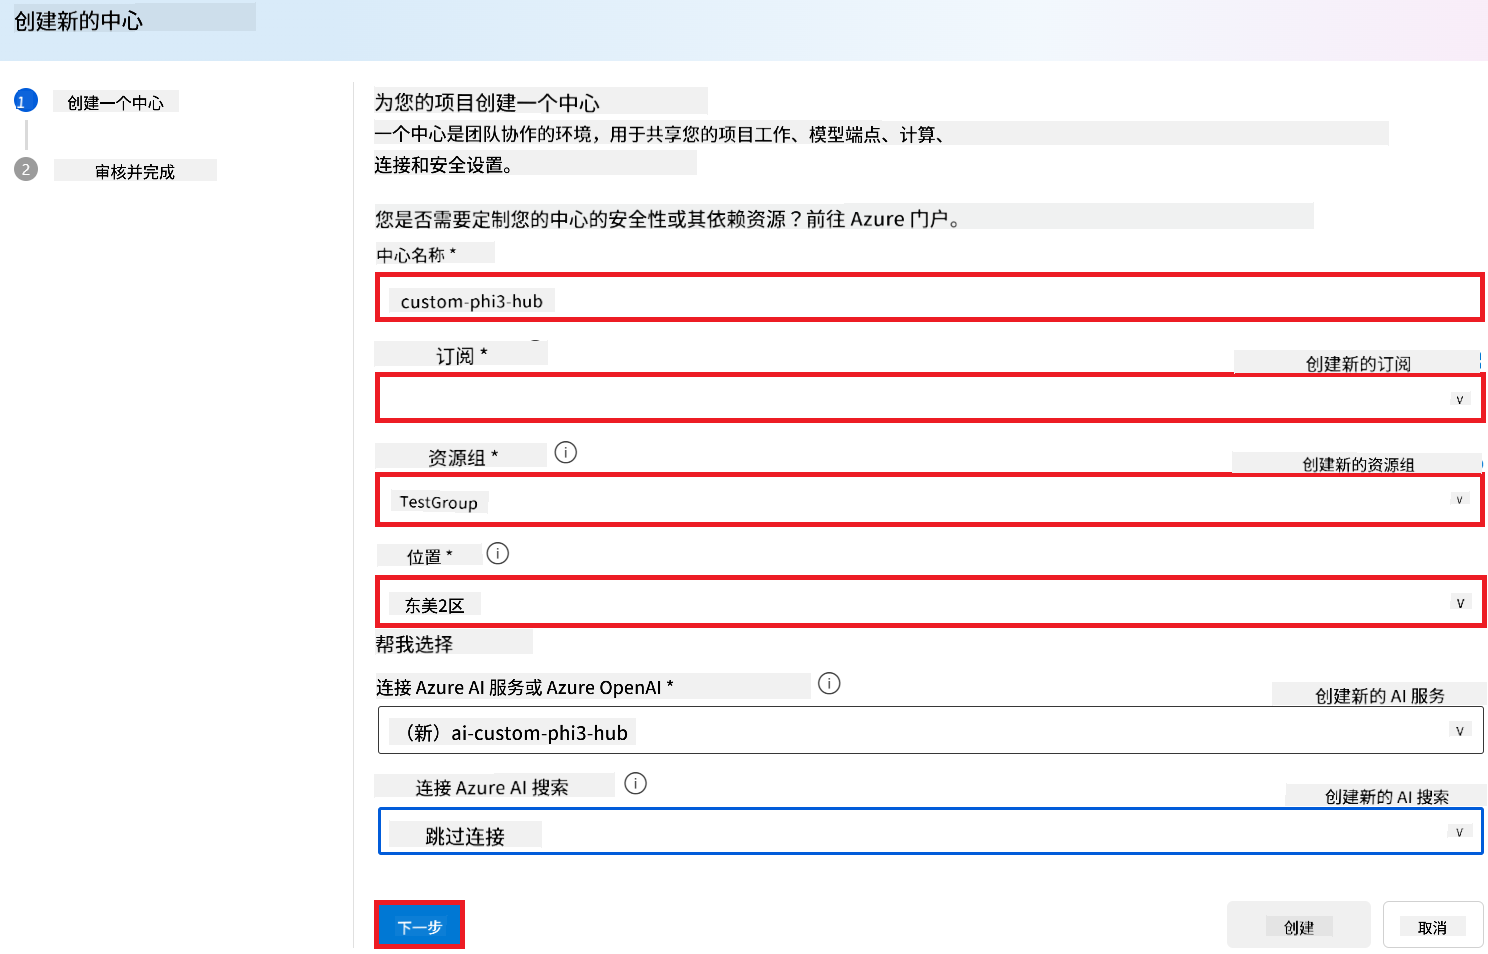 创建新的中心
1 创建一个中心
2 审核并完成
为您的项目创建一个中心
一个中心是团队协作的环境，用于共享您的项目工作、模型端点、计算、
连接和安全设置。
您是否需要定制您的中心的安全性或其依赖资源？前往 Azure 门户。
中心名称 *
custom-phi3-hub
订阅 *
创建新的订阅
资源组 *
创建新的资源组
TestGroup
位置 *
东美2区
帮我选择
连接 Azure AI 服务或 Azure OpenAI *
创建新的 AI 服务
（新）ai-custom-phi3-hub
连接 Azure AI 搜索
创建新的 AI 搜索
跳过连接
下一步
创建
取消